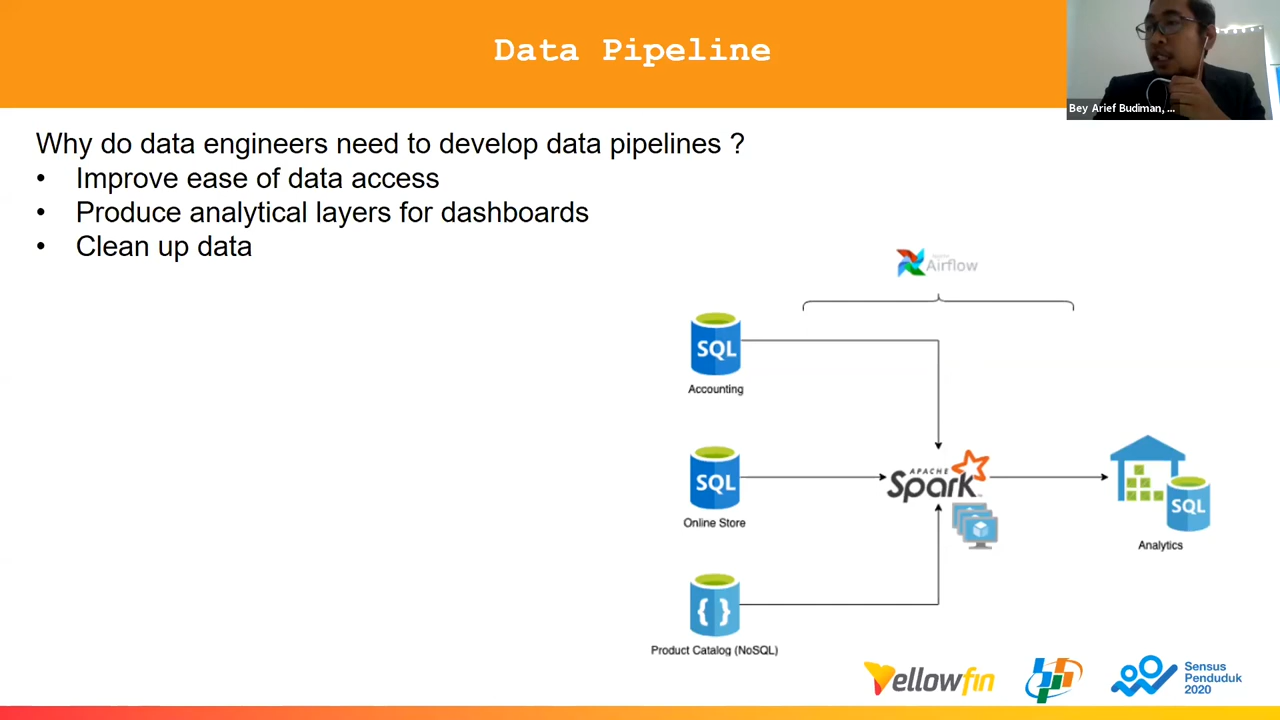 Data Pipeline
Bey Arief Budiman, ...
Why do data engineers need to develop data pipelines ?
• Improve ease of data access
• Produce analytical layers for dashboards
• Clean up data
Airflow
SQL
Accounting
SQL
Online Store
APACHE
Spark
TM
SQL
Analytics
{ }
Product Catalog (NoSQL)
Yellowfin
Sensus
Penduduk
2020